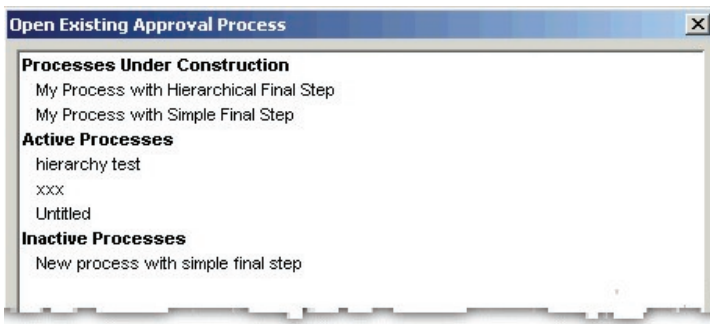 Open Existing Approval Process
Processes Under Construction
My Process with Hierarchical Final Step
My Process with Simple Final Step
Active Processes
hierarchy test
xxx
Untitled
Inactive Processes
New process with simple final step